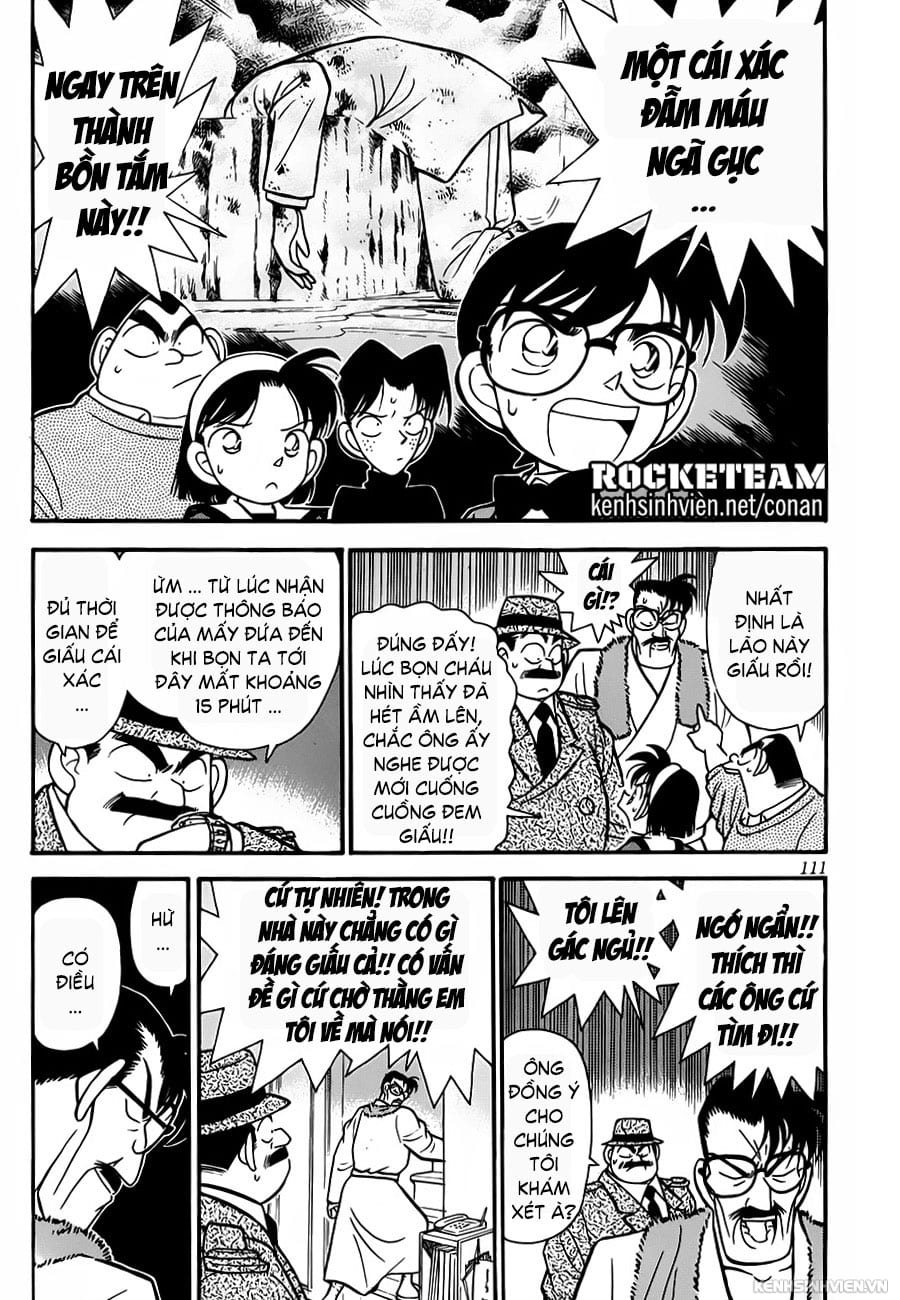 MỘT CÁI XÁC
ĐẪM MÁU
NGÃ GỤC
...
NGAY TRÊN
THÀNH
BỒN TẮM
NÀY!!
ROCKETEAM
kenhsinhvien.net/conan
NHẤT
ĐỊNH LÀ
LÃO NÀY
GIẤU RỒI!
CÁI
GÌ!?
ĐÚNG ĐẤY!
LÚC BỌN CHÁU
NHÌN THẤY ĐÃ
HÉT ẦM LÊN,
CHẮC ÔNG ẤY
NGHE ĐƯỢC
MỚI CUỐNG
CUỒNG ĐEM
GIẤU!!
ỪM ... TỪ LÚC NHẬN
ĐƯỢC THÔNG BÁO
CỦA MẤY ĐỨA ĐẾN
KHI BỌN TA TỚI
ĐÂY MẤT KHOẢNG
15 PHÚT ...
ĐỦ THỜI
GIAN ĐỂ
GIẤU CÁI
XÁC
...
111
NGỚ NGẨN!!
THÍCH THÌ
CÁC ÔNG CỨ
TÌM ĐI!!
TÔI LÊN
GÁC NGỦ!!
ÔNG
ĐỒNG Ý
CHO
CHÚNG
TÔI
KHÁM
XÉT À?
CỨ TỰ NHIÊN! TRONG
NHÀ NÀY CHẲNG CÓ GÌ
ĐÁNG GIẤU CẢ!! CÓ VẤN
ĐỀ GÌ CỨ CHỜ THẰNG EM
TÔI VỀ MÀ NÓI!!
HỪ
...
CÓ
ĐIỀU
...
KENHSINHVIEN.VN